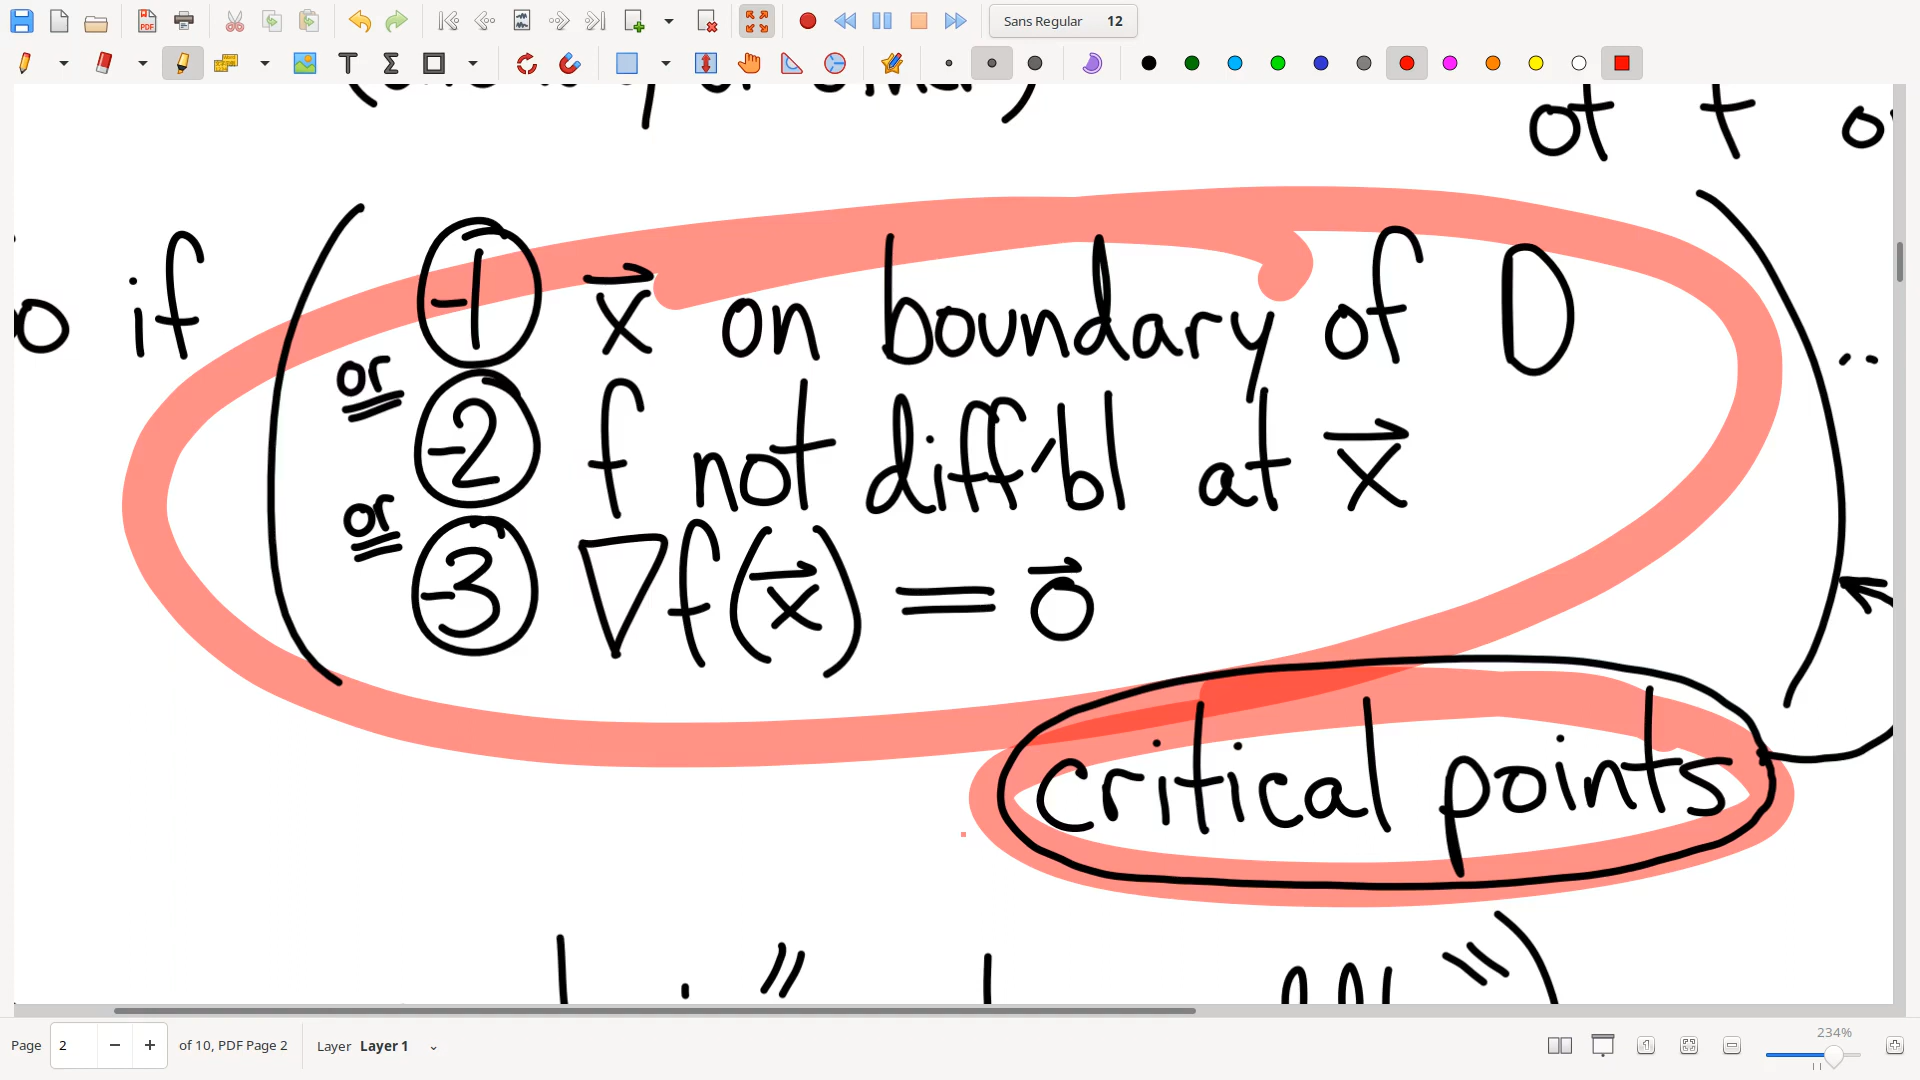 Sans Regular 12
of f
if
① x⃗ on boundary of D
or
② f not diff'bl at x⃗
or
③ ∇f(x⃗) = 0⃗
critical points
Page 2 of 10, PDF Page 2 Layer Layer 1 234%